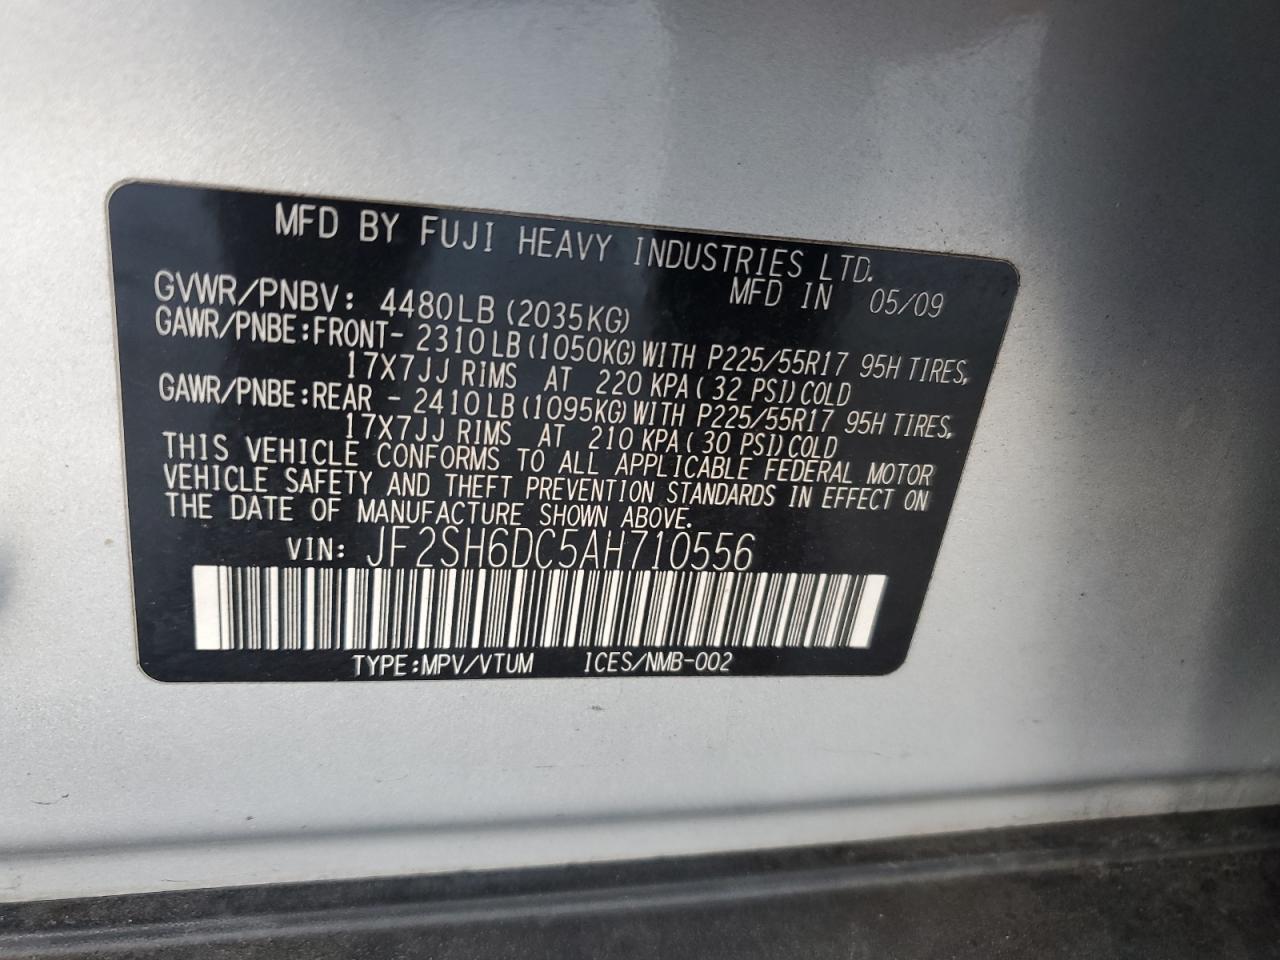 MFD BY FUJI HEAVY INDUSTRIES LTD.
MFD IN 05/09
GVWR/PNBV: 4480LB (2035KG)
GAWR/PNBE:FRONT- 2310LB(1050KG)WITH P225/55R17 95H TIRES,
17X7JJ RIMS AT 220 KPA( 32 PSI)COLD
GAWR/PNBE:REAR - 2410LB(1095KG)WITH P225/55R17 95H TIRES,
17X7JJ RIMS AT 210 KPA( 30 PSI)COLD
THIS VEHICLE CONFORMS TO ALL APPLICABLE FEDERAL MOTOR
VEHICLE SAFETY AND THEFT PREVENTION STANDARDS IN EFFECT ON
THE DATE OF MANUFACTURE SHOWN ABOVE.
VIN: JF2SH6DC5AH710556
TYPE:MPV/VTUM ICES/NMB-002